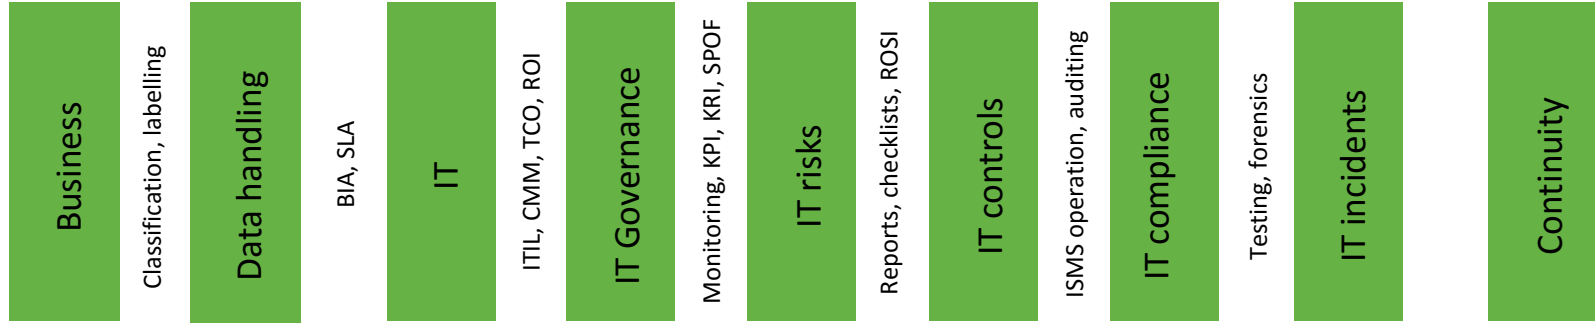 Business
Classification, labelling
Data handling
BIA, SLA
IT
ITIL, CMM, TCO, ROI
IT Governance
Monitoring, KPI, KRI, SPOF
IT risks
Reports, checklists, ROSI
IT controls
ISMS operation, auditing
IT compliance
Testing, forensics
IT incidents
Continuity